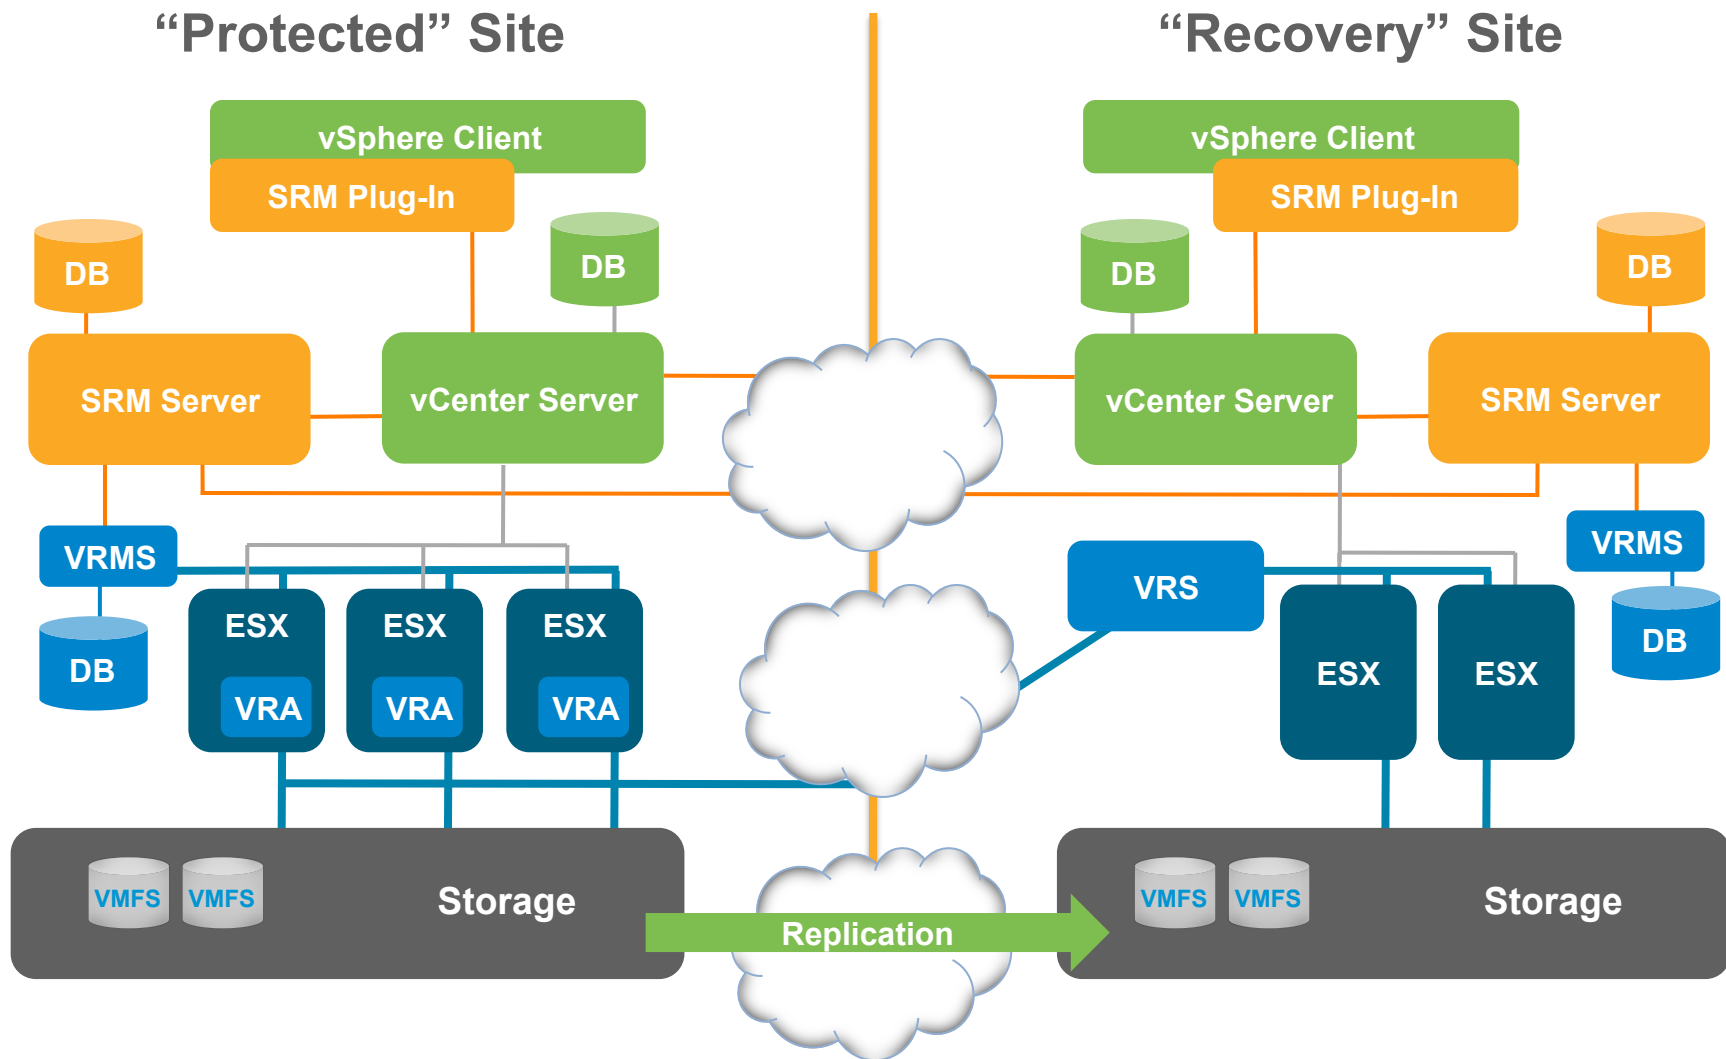 “Protected” Site
“Recovery” Site
vSphere Client
SRM Plug-In
DB
DB
SRM Server
vCenter Server
vSphere Client
SRM Plug-In
DB
DB
vCenter Server
SRM Server
VRMS
DB
ESX
VRA
ESX
VRA
ESX
VRA
VRS
ESX
ESX
VRMS
DB
VMFS
VMFS
Storage
Replication
VMFS
VMFS
Storage